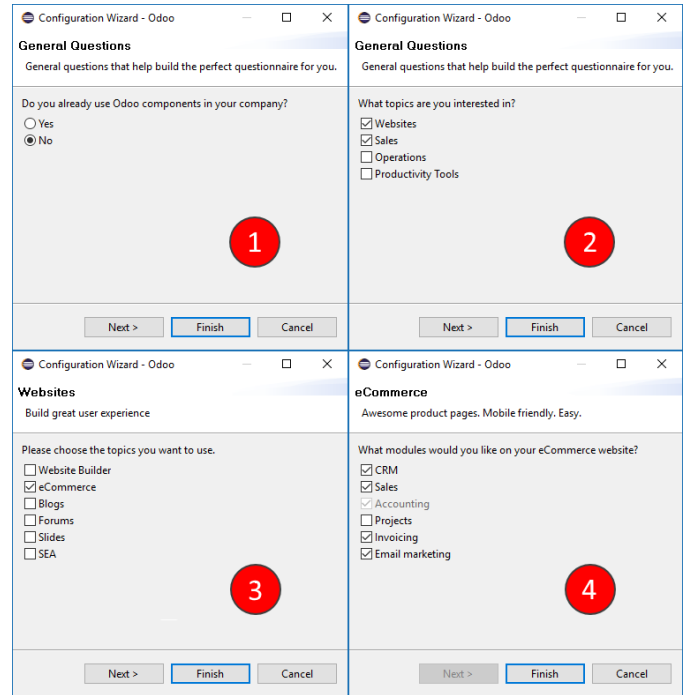 Configuration Wizard - Odoo
General Questions
General questions that help build the perfect questionnaire for you.
Do you already use Odoo components in your company?
Yes
No
1
Next >
Finish
Cancel
Configuration Wizard - Odoo
General Questions
General questions that help build the perfect questionnaire for you.
What topics are you interested in?
Websites
Sales
Operations
Productivity Tools
2
Next >
Finish
Cancel
Configuration Wizard - Odoo
Websites
Build great user experience
Please choose the topics you want to use.
Website Builder
eCommerce
Blogs
Forums
Slides
SEA
3
Next >
Finish
Cancel
Configuration Wizard - Odoo
eCommerce
Awesome product pages. Mobile friendly. Easy.
What modules would you like on your eCommerce website?
CRM
Sales
Accounting
Projects
Invoicing
Email marketing
4
Next >
Finish
Cancel